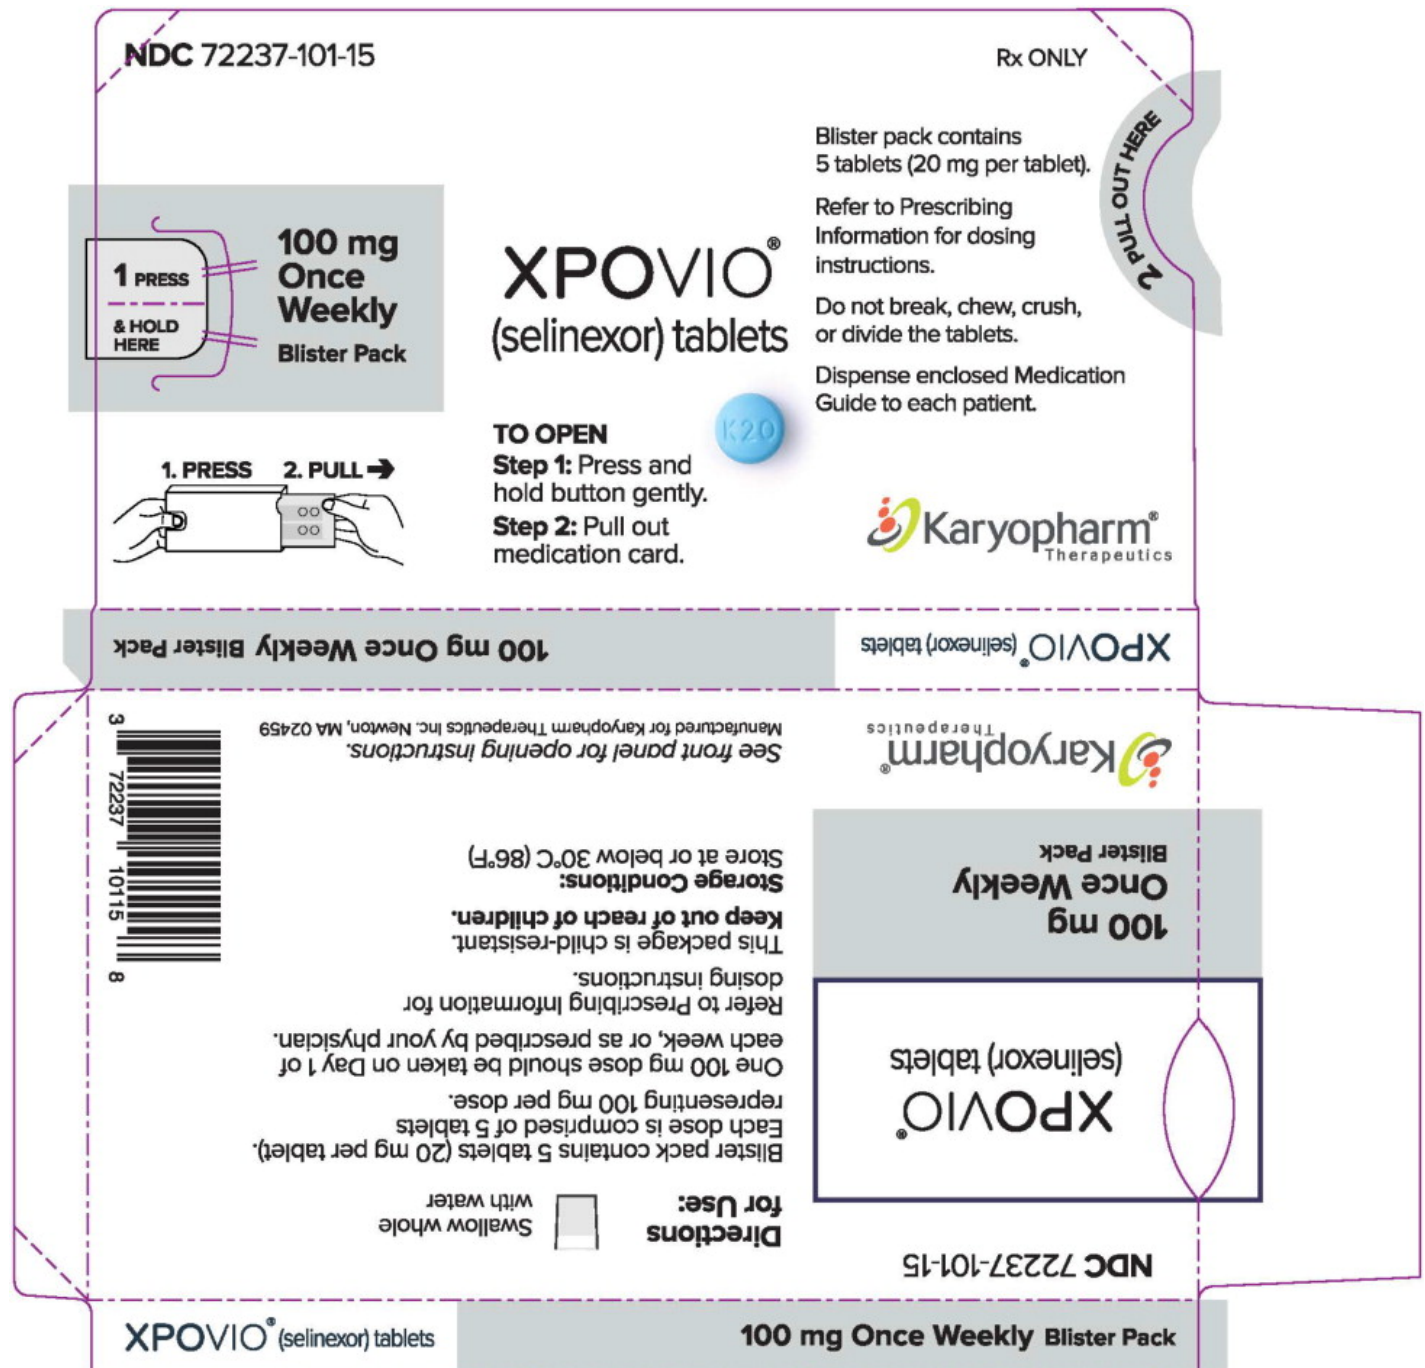 NDC 72237-101-15
Rx ONLY
Blister pack contains
5 tablets (20 mg per tablet).
Refer to Prescribing
Information for dosing
instructions.
Do not break, chew, crush,
or divide the tablets.
Dispense enclosed Medication
Guide to each patient.
2 PULL OUT HERE
1 PRESS
& HOLD
HERE
100 mg
Once
Weekly
Blister Pack
XPOVIO®
(selinexor) tablets
K20
TO OPEN
Step 1: Press and
hold button gently.
Step 2: Pull out
medication card.
1. PRESS 2. PULL ➔
Karyopharm®
Therapeutics
XPOVIO® (selinexor) tablets
100 mg Once Weekly Blister Pack
NDC 72237-101-15
XPOVIO®
(selinexor) tablets
100 mg
Once Weekly
Blister Pack
Karyopharm®
Therapeutics
Directions
for Use:
Swallow whole
with water
Blister pack contains 5 tablets (20 mg per tablet).
Each dose is comprised of 5 tablets
representing 100 mg per dose.
One 100 mg dose should be taken on Day 1 of
each week, or as prescribed by your physician.
Refer to Prescribing Information for
dosing instructions.
This package is child-resistant.
Keep out of reach of children.
Storage Conditions:
Store at or below 30°C (86°F)
See front panel for opening instructions.
Manufactured for Karyopharm Therapeutics Inc. Newton, MA 02459
3 72237 10115 8
XPOVIO® (selinexor) tablets
100 mg Once Weekly Blister Pack